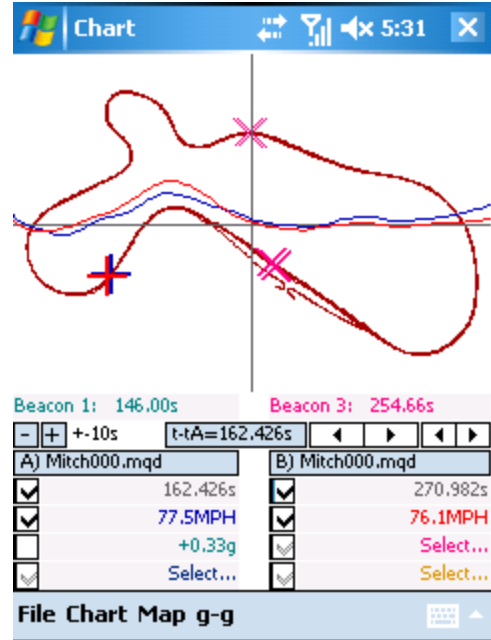 Chart 5:31
Beacon 1: 146.00s Beacon 3: 254.66s
- + +-10s t-tA=162.426s
A) Mitch000.mqd B) Mitch000.mqd
162.426s 270.982s
77.5MPH 76.1MPH
+0.33g Select...
Select... Select...
File Chart Map g-g